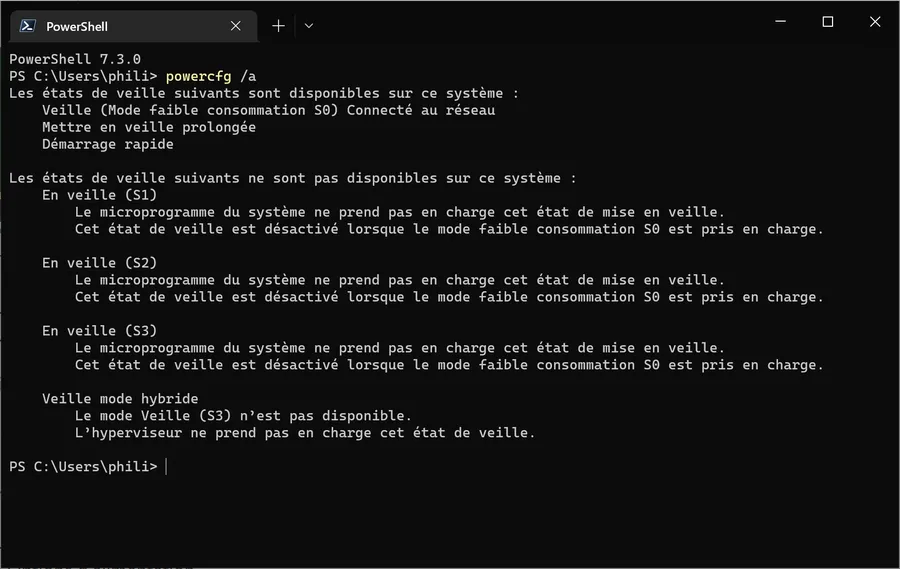 PowerShell
PowerShell 7.3.0
PS C:\Users\phili> powercfg /a
Les états de veille suivants sont disponibles sur ce système :
Veille (Mode faible consommation S0) Connecté au réseau
Mettre en veille prolongée
Démarrage rapide
Les états de veille suivants ne sont pas disponibles sur ce système :
En veille (S1)
Le microprogramme du système ne prend pas en charge cet état de mise en veille.
Cet état de veille est désactivé lorsque le mode faible consommation S0 est pris en charge.
En veille (S2)
Le microprogramme du système ne prend pas en charge cet état de mise en veille.
Cet état de veille est désactivé lorsque le mode faible consommation S0 est pris en charge.
En veille (S3)
Le microprogramme du système ne prend pas en charge cet état de mise en veille.
Cet état de veille est désactivé lorsque le mode faible consommation S0 est pris en charge.
Veille mode hybride
Le mode Veille (S3) n’est pas disponible.
L’hyperviseur ne prend pas en charge cet état de veille.
PS C:\Users\phili>